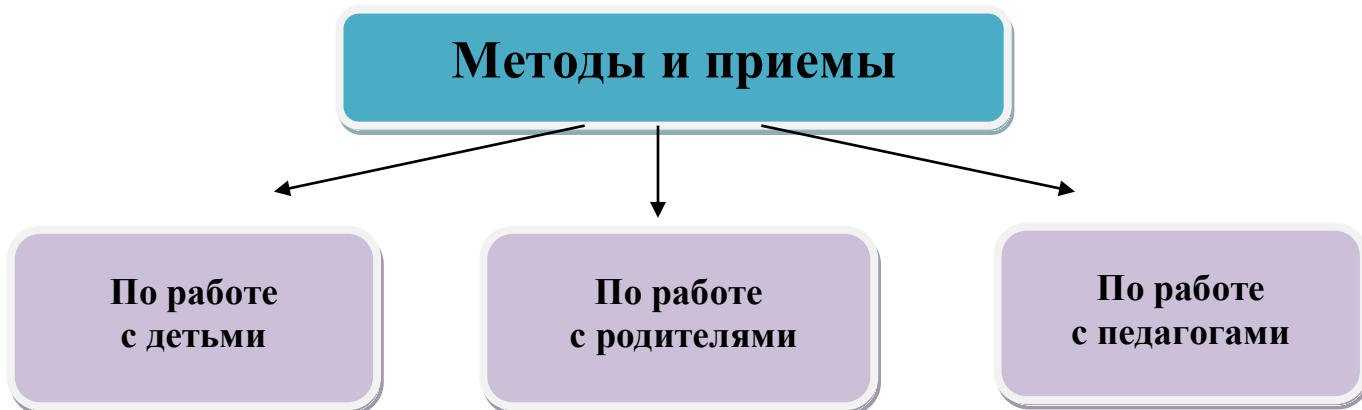 Методы и приемы
По работе
с детьми
По работе
с родителями
По работе
с педагогами